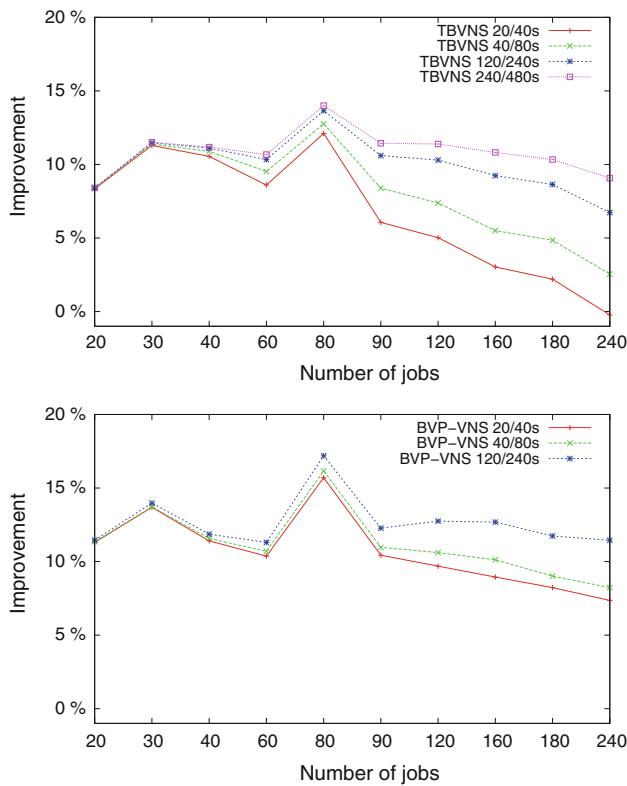 20 %
15 %
10 %
5 %
0 %
Improvement
TBVNS 20/40s
TBVNS 40/80s
TBVNS 120/240s
TBVNS 240/480s
20 30 40 60 80 90 120 160 180 240
Number of jobs
20 %
15 %
10 %
5 %
0 %
Improvement
BVP-VNS 20/40s
BVP-VNS 40/80s
BVP-VNS 120/240s
20 30 40 60 80 90 120 160 180 240
Number of jobs